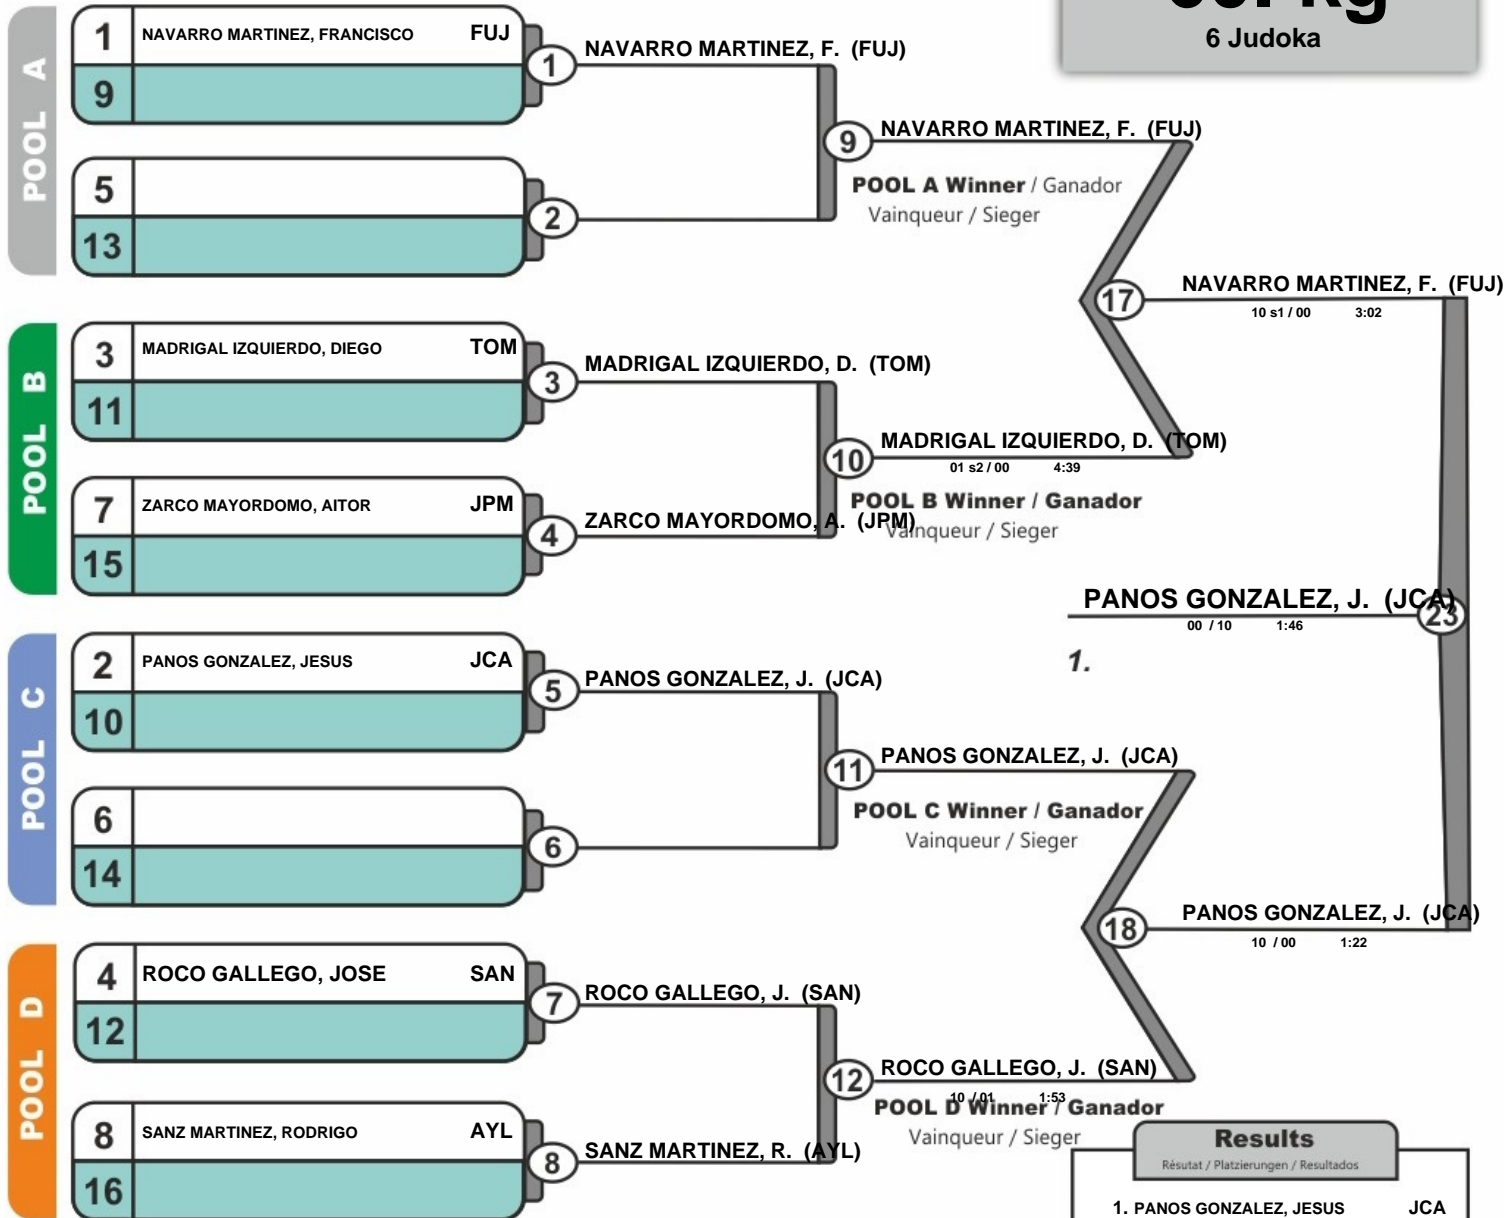 6 Judoka
POOL A
1 NAVARRO MARTINEZ, FRANCISCO FUJ
9
5
13
1 NAVARRO MARTINEZ, F. (FUJ)
2
9 NAVARRO MARTINEZ, F. (FUJ)
POOL A Winner / Ganador
Vainqueur / Sieger
POOL B
3 MADRIGAL IZQUIERDO, DIEGO TOM
11
7 ZARCO MAYORDOMO, AITOR JPM
15
3 MADRIGAL IZQUIERDO, D. (TOM)
4 ZARCO MAYORDOMO, A. (JPM)
10 MADRIGAL IZQUIERDO, D. (TOM)
01 s2 / 00 4:39
POOL B Winner / Ganador
Vainqueur / Sieger
17 NAVARRO MARTINEZ, F. (FUJ)
10 s1 / 00 3:02
PANOS GONZALEZ, J. (JCA)
23
00 / 10 1:46
1.
POOL C
2 PANOS GONZALEZ, JESUS JCA
10
6
14
5 PANOS GONZALEZ, J. (JCA)
6
11 PANOS GONZALEZ, J. (JCA)
POOL C Winner / Ganador
Vainqueur / Sieger
18 PANOS GONZALEZ, J. (JCA)
10 / 00 1:22
POOL D
4 ROCO GALLEGO, JOSE SAN
12
8 SANZ MARTINEZ, RODRIGO AYL
16
7 ROCO GALLEGO, J. (SAN)
8 SANZ MARTINEZ, R. (AYL)
12 ROCO GALLEGO, J. (SAN)
10 / 01 1:53
POOL D Winner / Ganador
Vainqueur / Sieger
Results
Résutat / Platzierungen / Resultados
1. PANOS GONZALEZ, JESUS JCA